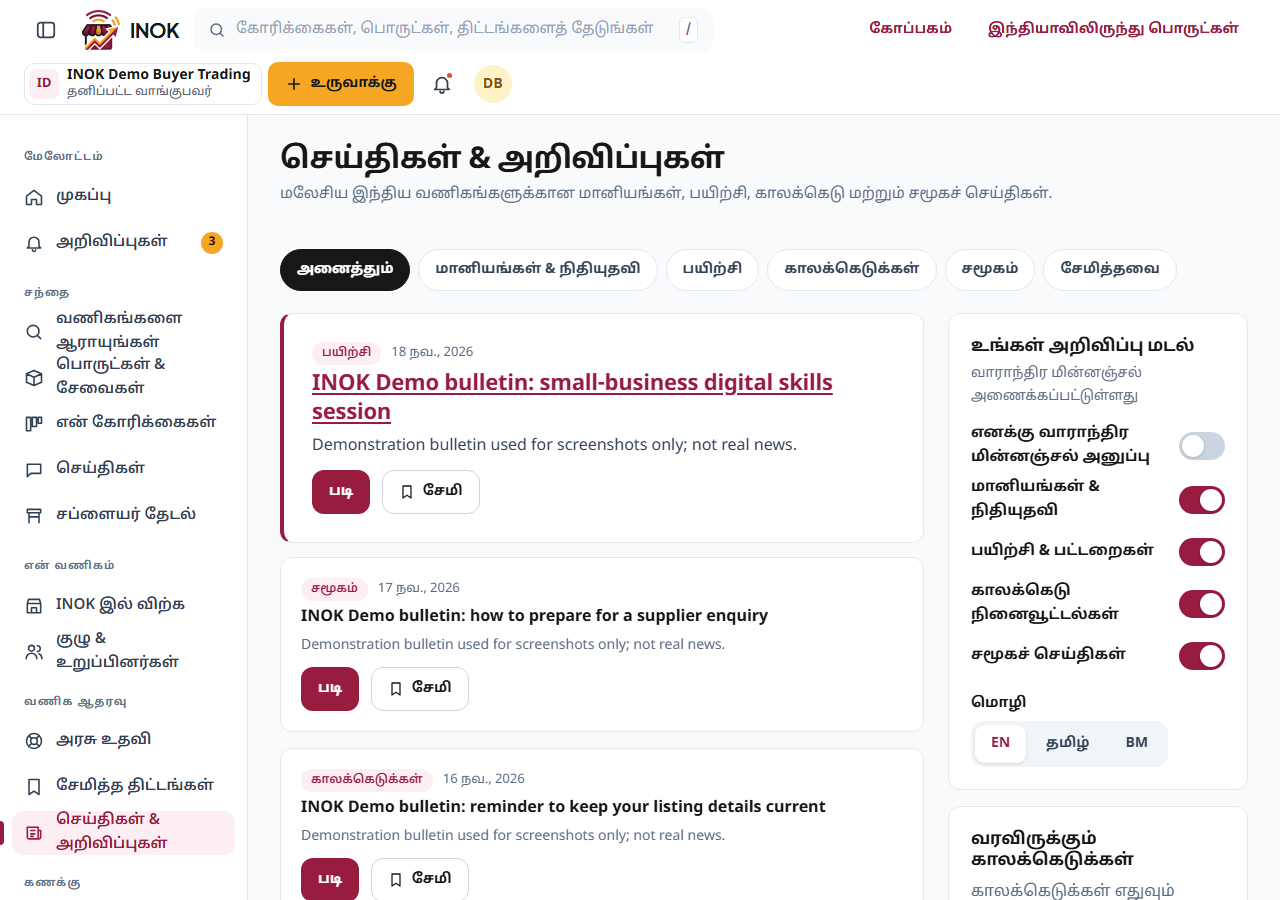 INOK
கோரிக்கைகள், பொருட்கள், திட்டங்களைத் தேடுங்கள்
/
கோப்பகம்
இந்தியாவிலிருந்து பொருட்கள்
ID
INOK Demo Buyer Trading
தனிப்பட்ட வாங்குபவர்
+ உருவாக்கு
DB
மேலோட்டம்
முகப்பு
அறிவிப்புகள்
3
சந்தை
வணிகங்களை
ஆராயுங்கள்
பொருட்கள் &
சேவைகள்
என் கோரிக்கைகள்
செய்திகள்
சப்ளையர் தேடல்
என் வணிகம்
INOK இல் விற்க
குழு &
உறுப்பினர்கள்
வணிக ஆதரவு
அரசு உதவி
சேமித்த திட்டங்கள்
செய்திகள் &
அறிவிப்புகள்
கணக்கு
செய்திகள் & அறிவிப்புகள்
மலேசிய இந்திய வணிகங்களுக்கான மானியங்கள், பயிற்சி, காலக்கெடு மற்றும் சமூகச் செய்திகள்.
அனைத்தும்
மானியங்கள் & நிதியுதவி
பயிற்சி
காலக்கெடுக்கள்
சமூகம்
சேமித்தவை
பயிற்சி
18 நவ., 2026
INOK Demo bulletin: small-business digital skills
session
Demonstration bulletin used for screenshots only; not real news.
படி
சேமி
சமூகம்
17 நவ., 2026
INOK Demo bulletin: how to prepare for a supplier enquiry
Demonstration bulletin used for screenshots only; not real news.
படி
சேமி
காலக்கெடுக்கள்
16 நவ., 2026
INOK Demo bulletin: reminder to keep your listing details current
Demonstration bulletin used for screenshots only; not real news.
படி
சேமி
உங்கள் அறிவிப்பு மடல்
வாராந்திர மின்னஞ்சல்
அணைக்கப்பட்டுள்ளது
எனக்கு வாராந்திர
மின்னஞ்சல் அனுப்பு
மானியங்கள் &
நிதியுதவி
பயிற்சி & பட்டறைகள்
காலக்கெடு
நினைவூட்டல்கள்
சமூகச் செய்திகள்
மொழி
EN
தமிழ்
BM
வரவிருக்கும்
காலக்கெடுக்கள்
காலக்கெடுக்கள் எதுவும்